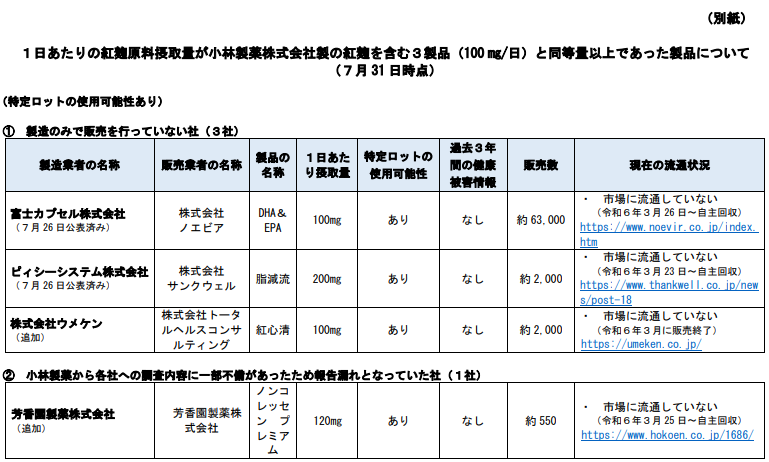 （別紙）
１日あたりの紅麹原料摂取量が小林製薬株式会社製の紅麹を含む３製品（100 mg/日）と同等量以上であった製品について
（７月 31 日時点）
（特定ロットの使用可能性あり）
① 製造のみで販売を行っていない社（３社）
製造業者の名称 販売業者の名称 製品の名称 １日あたり摂取量 特定ロットの使用可能性 過去３年間の健康被害情報 販売数 現在の流通状況
富士カプセル株式会社
（７月 26 日公表済み）
株式会社
ノエビア
DHA＆
EPA
100mg
あり
なし
約 63,000
・ 市場に流通していない
（令和６年３月 26 日～自主回収）
https://www.noevir.co.jp/index.
htm
ピィシーシステム株式会社
（７月 26 日公表済み）
株式会社
サンクウェル
脂減流
200mg
あり
なし
約 2,000
・ 市場に流通していない
（令和６年３月 23 日～自主回収）
https://www.thankwell.co.jp/new
s/post-18
株式会社ウメケン
（追加）
株式会社トータ
ルヘルスコンサ
ルティング
紅心清
100mg
あり
なし
約 2,000
・ 市場に流通していない
（令和６年３月に販売終了）
https://umeken.co.jp/
② 小林製薬から各社への調査内容に一部不備があったため報告漏れとなっていた社（１社）
芳香園製薬株式会社
（追加）
芳香園製薬株
式会社
ノンコ
レッセ
ン プ
レミア
ム
120mg
あり
なし
約 550
・ 市場に流通していない
（令和６年３月 25 日～自主回収）
https://www.hokoen.co.jp/1686/